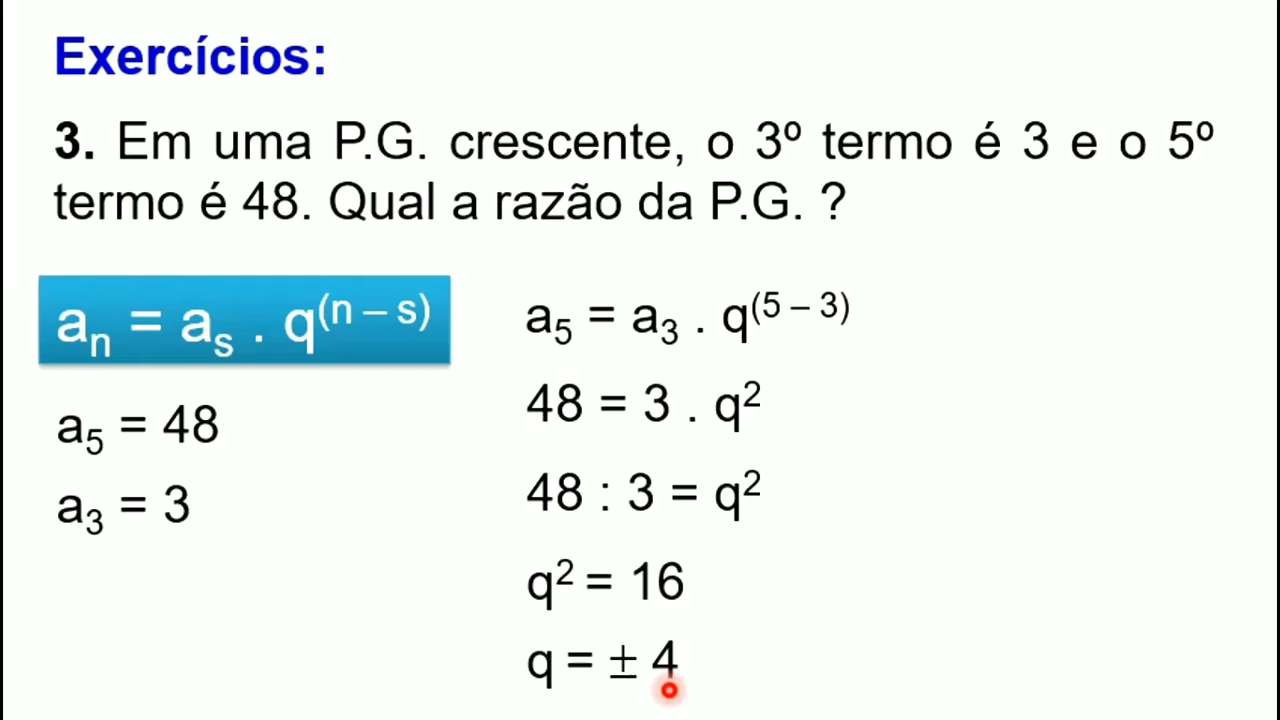 Exercícios:
3. Em uma P.G. crescente, o 3º termo é 3 e o 5º
termo é 48. Qual a razão da P.G. ?
aₙ = aₛ . q⁽ⁿ ⁻ ˢ⁾
a₅ = 48
a₃ = 3
a₅ = a₃ . q⁽⁵ ⁻ ³⁾
48 = 3 . q²
48 : 3 = q²
q² = 16
q = ± 4